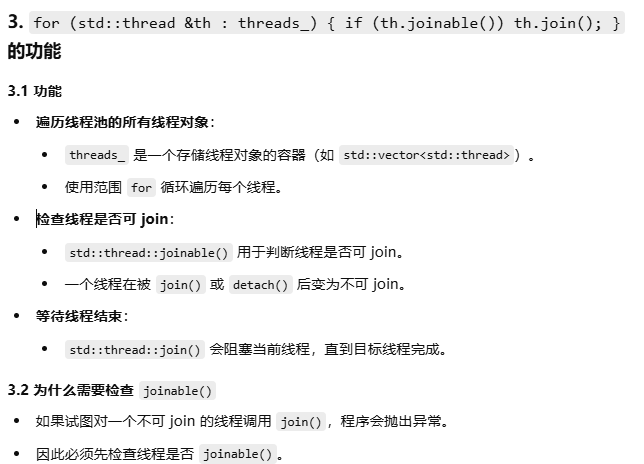 3. for (std::thread &th : threads_) { if (th.joinable()) th.join(); }
的功能
3.1 功能
• 遍历线程池的所有线程对象：
• threads_ 是一个存储线程对象的容器（如 std::vector<std::thread>）。
• 使用范围 for 循环遍历每个线程。
• 检查线程是否可 join：
• std::thread::joinable() 用于判断线程是否可 join。
• 一个线程在被 join() 或 detach() 后变为不可 join。
• 等待线程结束：
• std::thread::join() 会阻塞当前线程，直到目标线程完成。
3.2 为什么需要检查 joinable()
• 如果试图对一个不可 join 的线程调用 join()，程序会抛出异常。
• 因此必须先检查线程是否 joinable()。